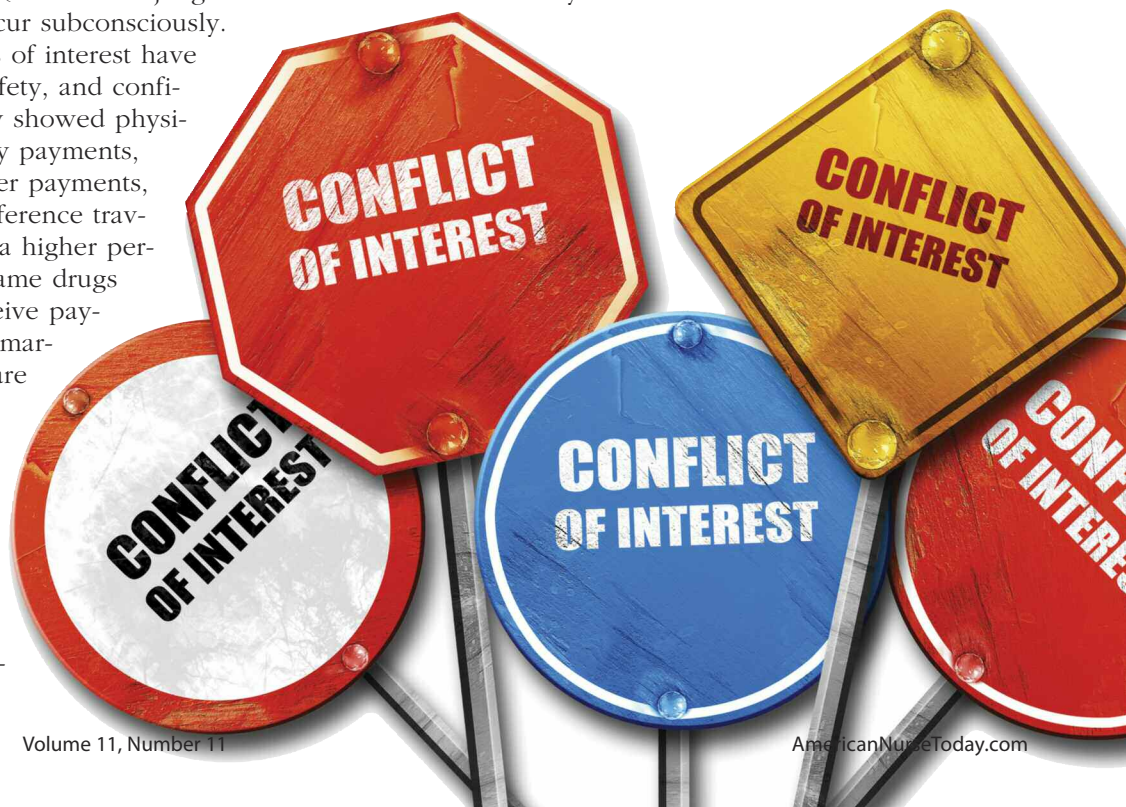 cur subconsciously.
of interest have
fety, and confi-
showed physi-
y payments,
er payments,
ference trav-
a higher per-
ame drugs
eive pay-
mar-
are
CONFLICT
OF INTEREST
CONFLICT
OF INTEREST
CONFLICT
OF INTEREST
CONFLICT
OF INTEREST
Volume 11, Number 11
AmericanNurseToday.com